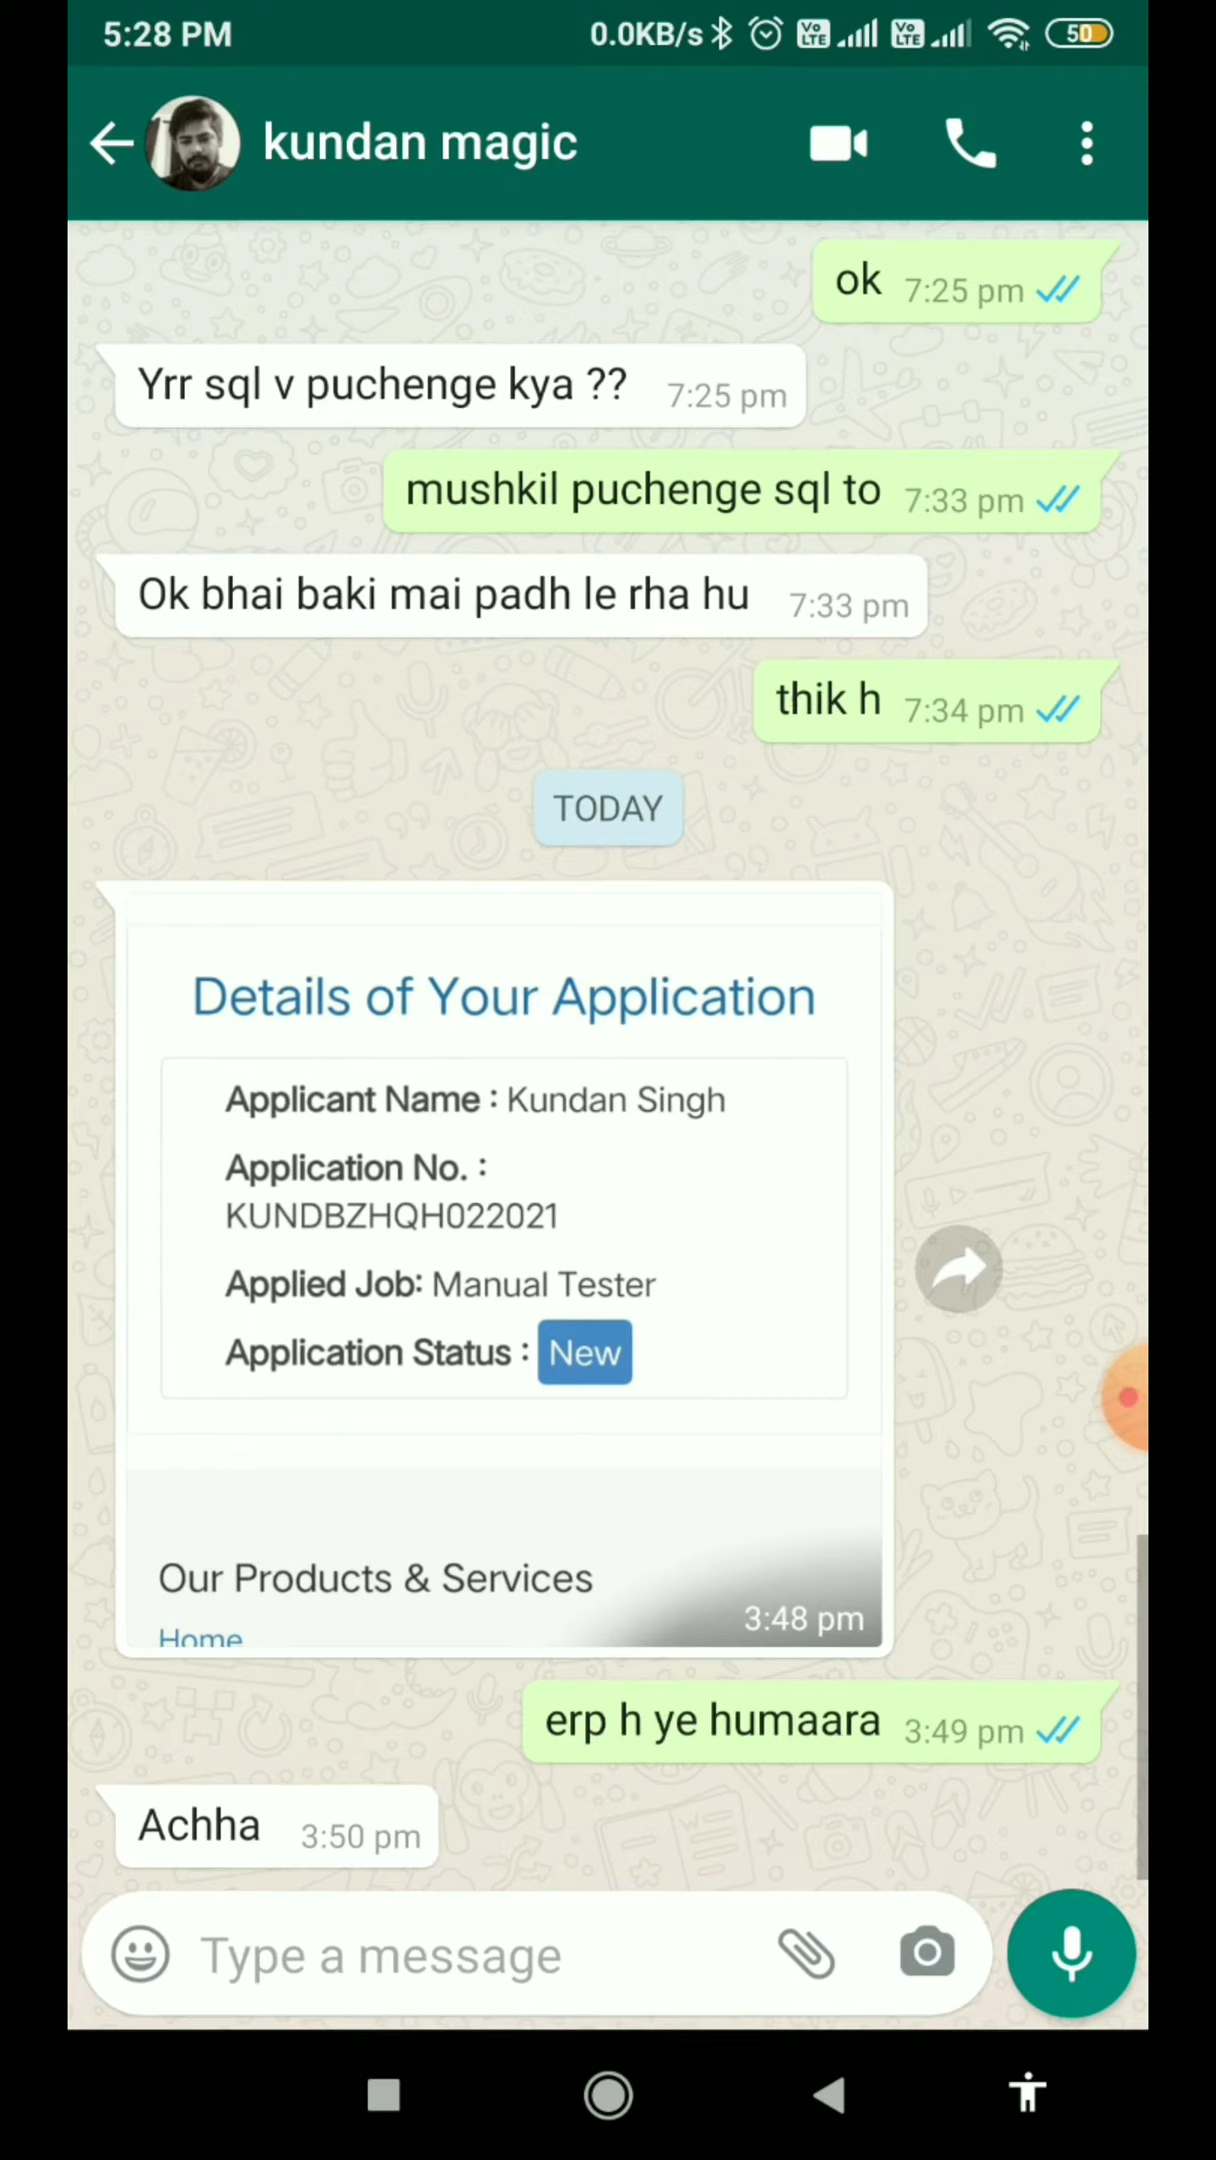 5:28 PM
0.0KB/s
Vo LTE
Vo LTE
50
kundan magic
ok 7:25 pm
Yrr sql v puchenge kya ?? 7:25 pm
mushkil puchenge sql to 7:33 pm
Ok bhai baki mai padh le rha hu 7:33 pm
thik h 7:34 pm
TODAY
Details of Your Application
Applicant Name : Kundan Singh
Application No. :
KUNDBZHQH022021
Applied Job: Manual Tester
Application Status : New
Our Products & Services
Home
3:48 pm
erp h ye humaara 3:49 pm
Achha 3:50 pm
Type a message